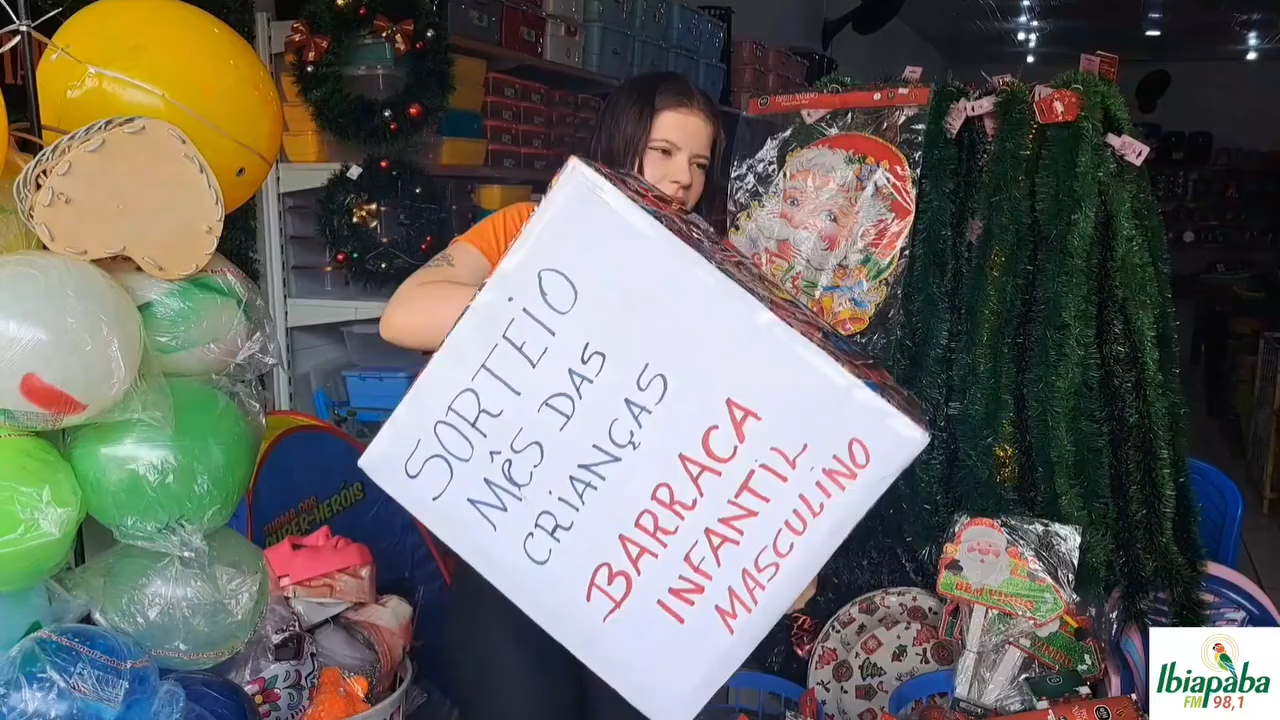 SORTEIO
MêS DAS
CRIANÇAS
BARRACA
INFANTIL
MASCULINO
TURMA DOS
SUPER-HERÓIS
Ibiapaba
FM 98,1